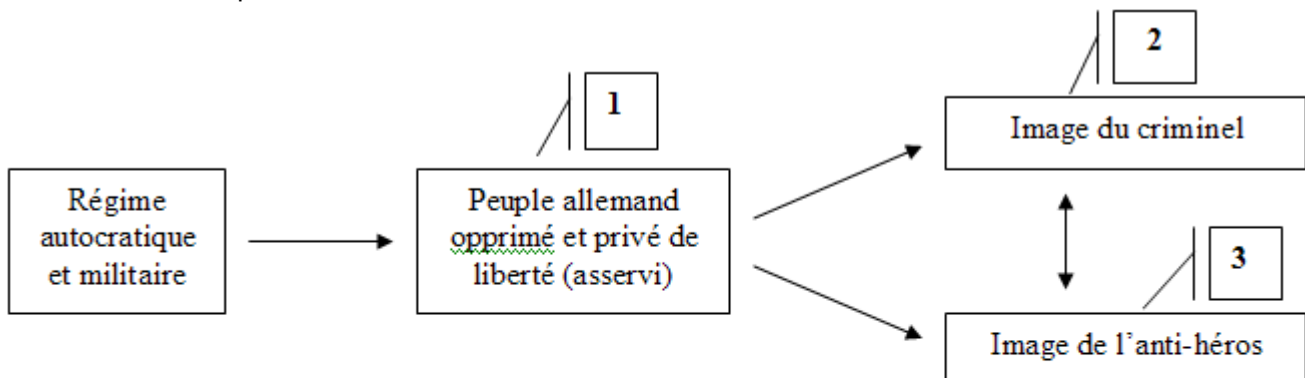 2
Image du criminel
1
Régime
autocratique
et militaire
Peuple allemand
opprimé et privé de
liberté (asservi)
3
Image de l'anti-héros